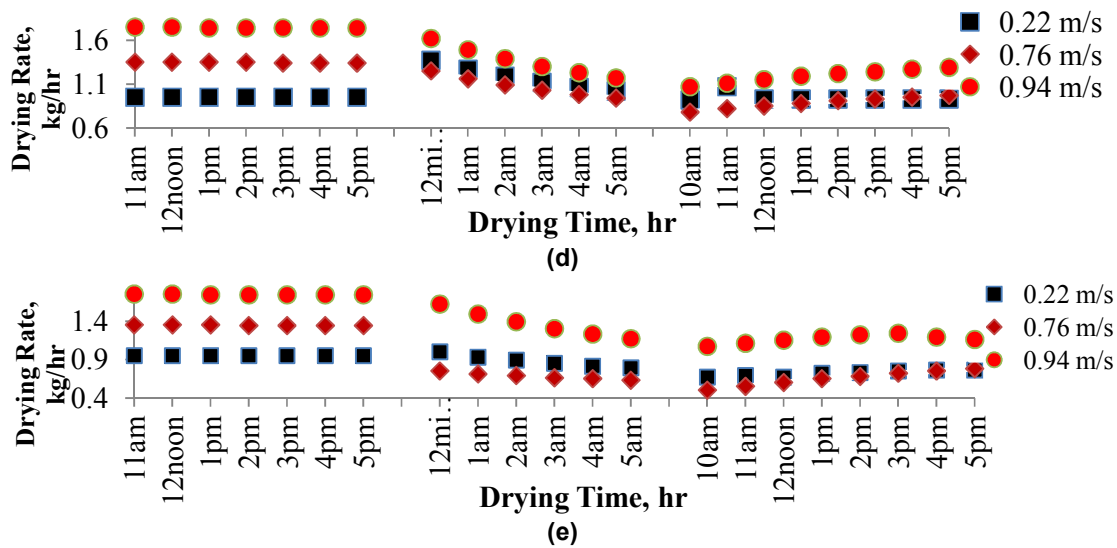 Drying Rate,
kg/hr
1.6
1.1
0.6
11am
12noon
1pm
2pm
3pm
4pm
5pm
12mi..
1am
2am
3am
4am
5am
10am
11am
12noon
1pm
2pm
3pm
4pm
5pm
0.22 m/s
0.76 m/s
0.94 m/s
Drying Time, hr
(d)
Drying Rate,
kg/hr
1.4
0.9
0.4
11am
12noon
1pm
2pm
3pm
4pm
5pm
12mi..
1am
2am
3am
4am
5am
10am
11am
12noon
1pm
2pm
3pm
4pm
5pm
0.22 m/s
0.76 m/s
0.94 m/s
Drying Time, hr
(e)